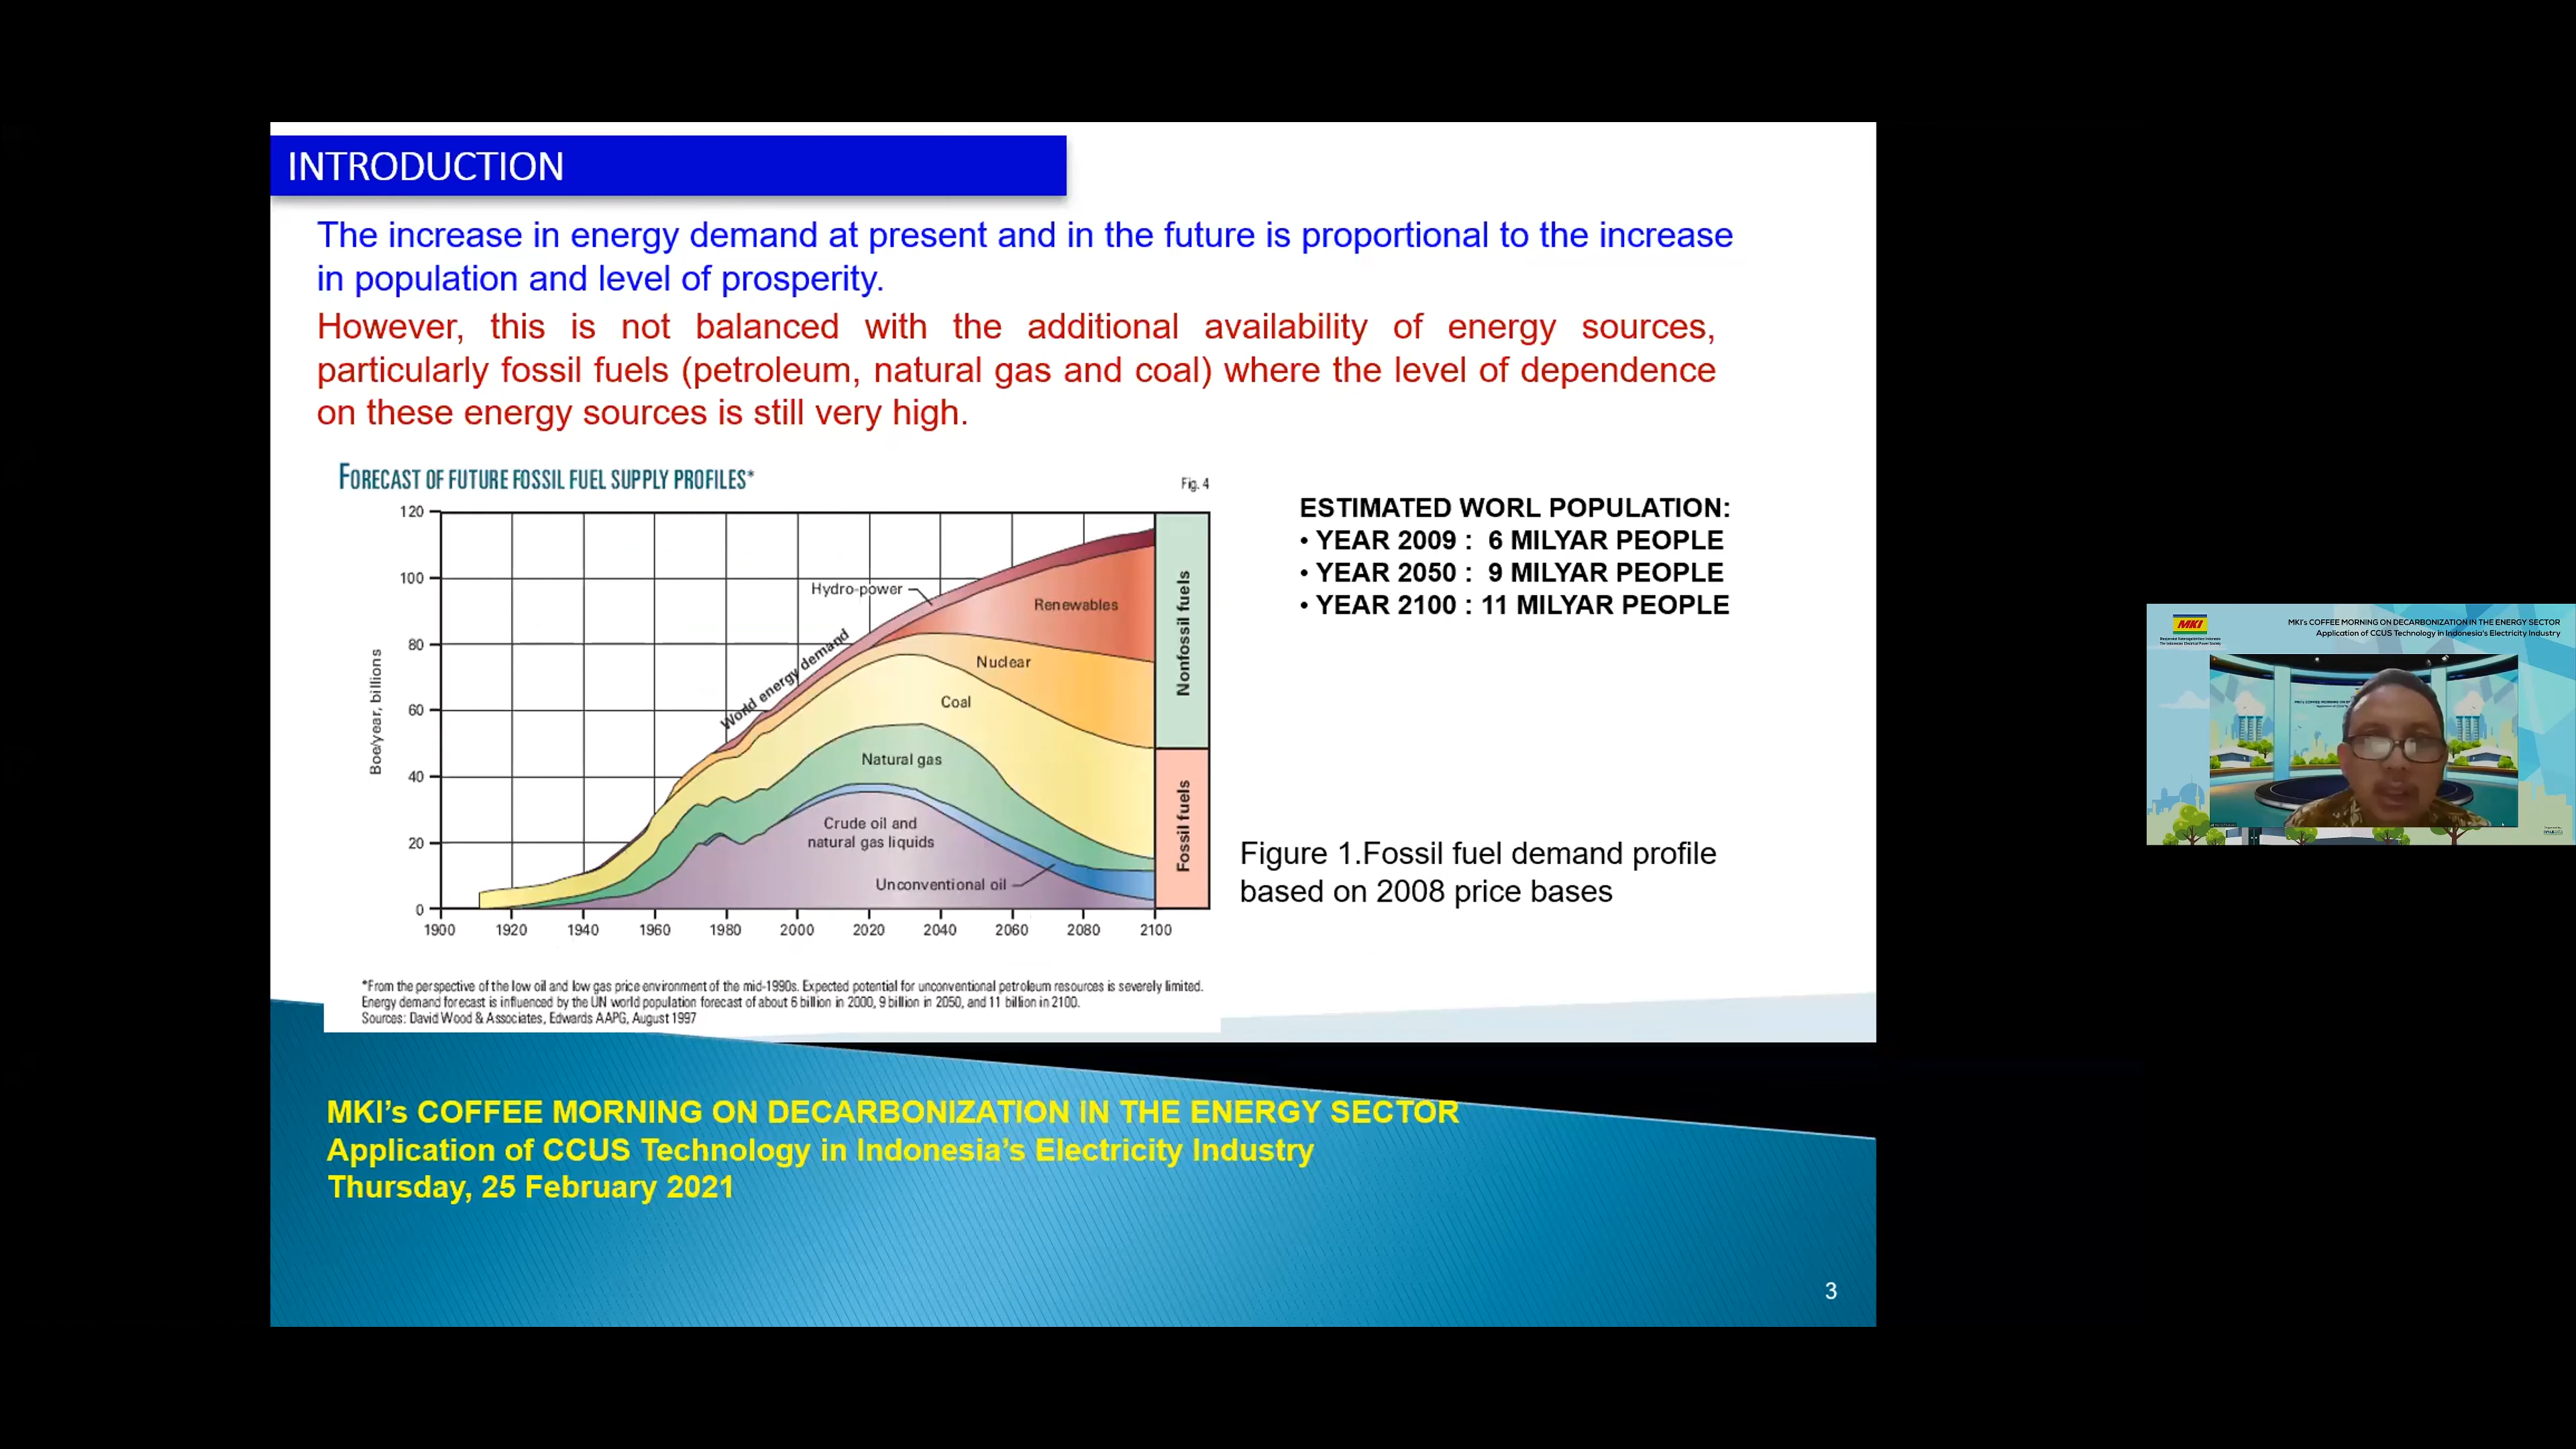 INTRODUCTION
The increase in energy demand at present and in the future is proportional to the increase
in population and level of prosperity.
However, this is not balanced with the additional availability of energy sources,
particularly fossil fuels (petroleum, natural gas and coal) where the level of dependence
on these energy sources is still very high.
FORECAST OF FUTURE FOSSIL FUEL SUPPLY PROFILES*
Fig. 4
Boe/year, billions
120
100
80
60
40
20
0
1900 1920 1940 1960 1980 2000 2020 2040 2060 2080 2100
World energy demand
Hydro-power
Renewables
Nuclear
Coal
Natural gas
Crude oil and
natural gas liquids
Unconventional oil
Nonfossil fuels
Fossil fuels
*From the perspective of the low oil and low gas price environment of the mid-1990s. Expected potential for unconventional petroleum resources is severely limited.
Energy demand forecast is influenced by the UN world population forecast of about 6 billion in 2000, 9 billion in 2050, and 11 billion in 2100.
Sources: David Wood & Associates, Edwards AAPG, August 1997
ESTIMATED WORL POPULATION:
• YEAR 2009 : 6 MILYAR PEOPLE
• YEAR 2050 : 9 MILYAR PEOPLE
• YEAR 2100 : 11 MILYAR PEOPLE
Figure 1.Fossil fuel demand profile
based on 2008 price bases
MKI’s COFFEE MORNING ON DECARBONIZATION IN THE ENERGY SECTOR
Application of CCUS Technology in Indonesia’s Electricity Industry
Thursday, 25 February 2021
3
MKI
MKI's COFFEE MORNING ON DECARBONIZATION IN THE ENERGY SECTOR
Application of CCUS Technology in Indonesia's Electricity Industry